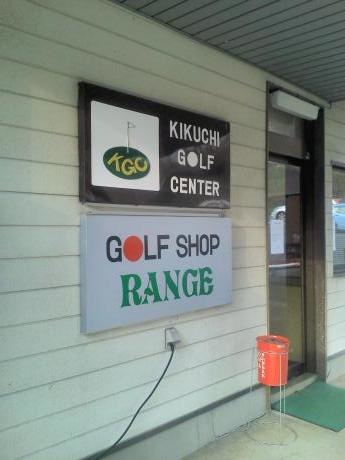 KGC
KIKUCHI
GOLF
CENTER
GOLF SHOP
RANGE